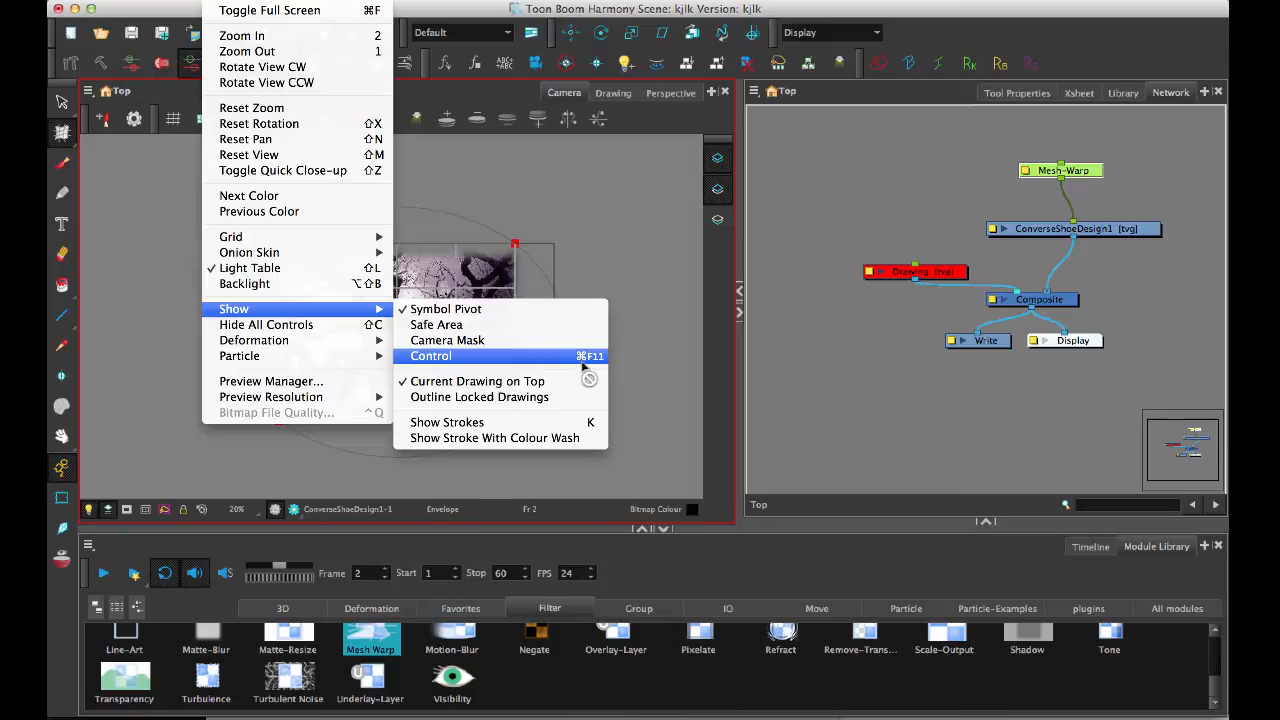 Toon Boom Harmony Scene: kjlk Version: kjlk
Toggle Full Screen ⌘F
Zoom In 2
Zoom Out 1
Rotate View CW
Rotate View CCW
Reset Zoom
Reset Rotation ⇧X
Reset Pan ⇧N
Reset View ⇧M
Toggle Quick Close-up ⇧Z
Next Color
Previous Color
Grid
Onion Skin
✓ Light Table ⇧L
Backlight ⌥⇧B
Show
Hide All Controls ⇧C
Deformation
Particle
Preview Manager...
Preview Resolution
Bitmap File Quality... ^Q
✓ Symbol Pivot
Safe Area
Camera Mask
Control ⌘F11
✓ Current Drawing on Top
Outline Locked Drawings
Show Strokes K
Show Stroke With Colour Wash
Default
Display
ABC
Top
Camera Drawing Perspective
Top
Tool Properties Xsheet Library Network
Mesh-Warp
ConverseShoeDesign1 [tvg]
Drawing [tvg]
Composite
Write
Display
20% ConverseShoeDesign1-1 Envelope Fr 2 Bitmap Colour
Top
Timeline Module Library
Frame 2 Start 1 Stop 60 FPS 24
3D Deformation Favorites Filter Group IO Move Particle Particle-Examples plugins All modules
Line-Art Matte-Blur Matte-Resize Mesh Warp Motion-Blur Negate Overlay-Layer Pixelate Refract Remove-Trans... Scale-Output Shadow Tone
Transparency Turbulence Turbulent Noise Underlay-Layer Visibility